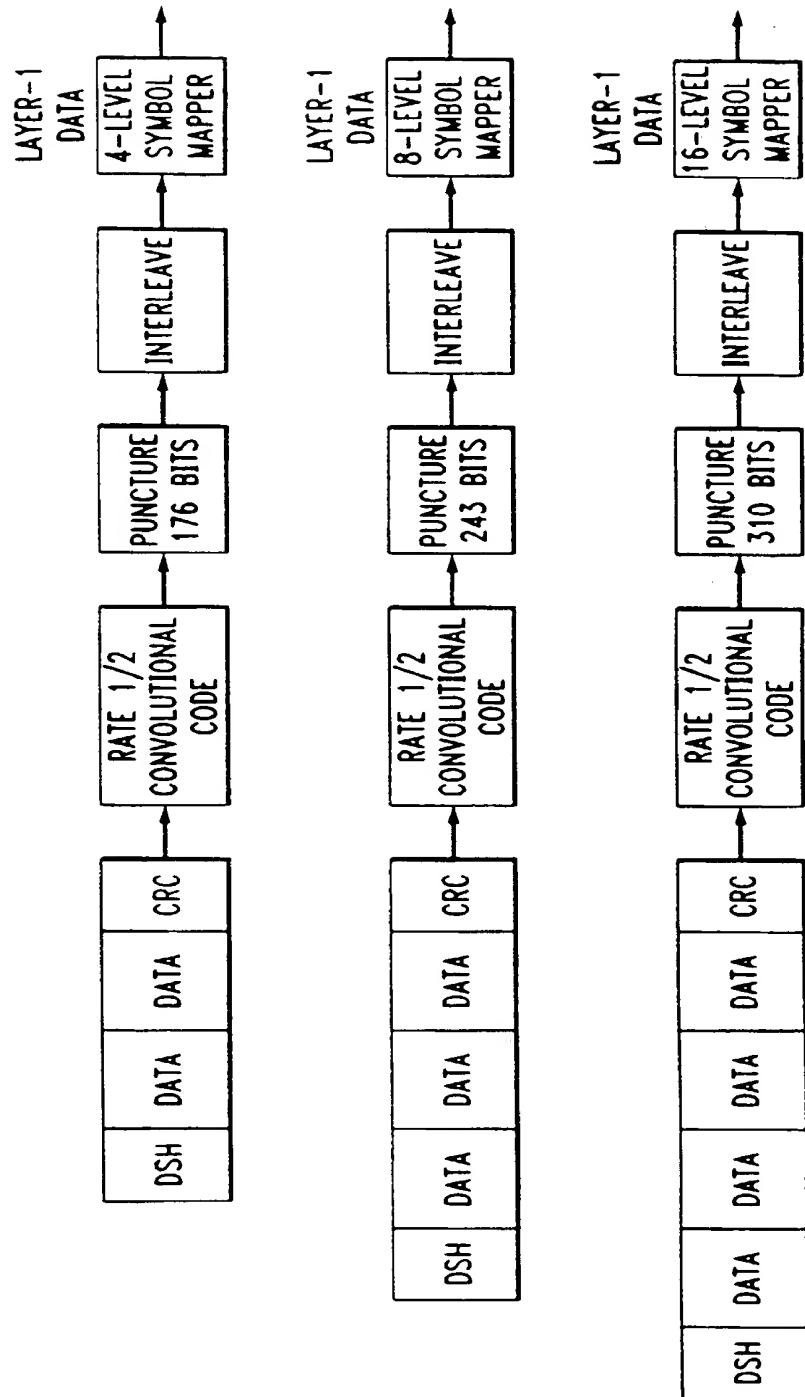 DSH
DATA
DATA
CRC
RATE 1/2
CONVOLUTIONAL
CODE
PUNCTURE
176 BITS
INTERLEAVE
LAYER-1
DATA
4-LEVEL
SYMBOL
MAPPER
DSH
DATA
DATA
DATA
CRC
RATE 1/2
CONVOLUTIONAL
CODE
PUNCTURE
243 BITS
INTERLEAVE
LAYER-1
DATA
8-LEVEL
SYMBOL
MAPPER
DSH
DATA
DATA
DATA
DATA
CRC
RATE 1/2
CONVOLUTIONAL
CODE
PUNCTURE
310 BITS
INTERLEAVE
LAYER-1
DATA
16-LEVEL
SYMBOL
MAPPER